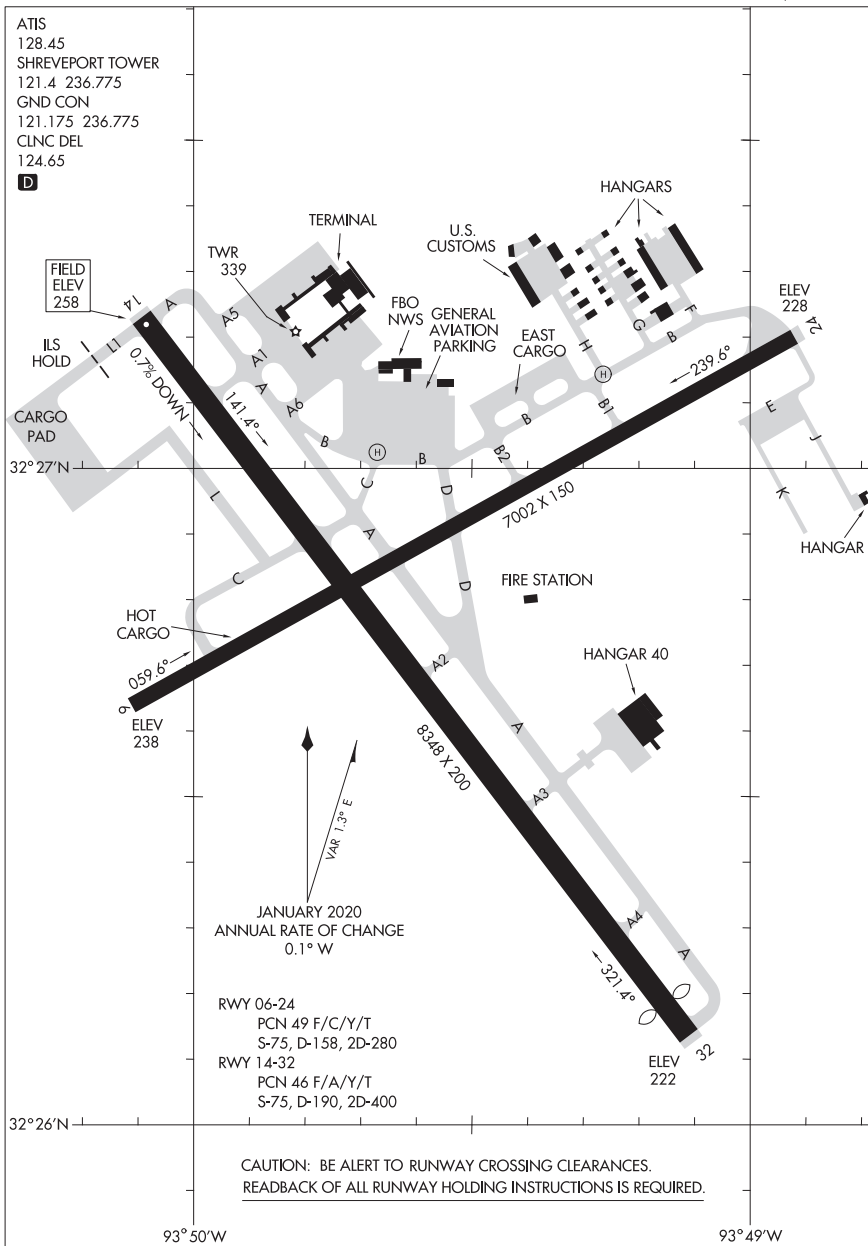 ATIS
128.45
SHREVEPORT TOWER
121.4 236.775
GND CON
121.175 236.775
CLNC DEL
124.65
D
HANGARS
TERMINAL
U.S.
CUSTOMS
TWR
339
FIELD
ELEV
258
14
A
A5
FBO
NWS
GENERAL
AVIATION
PARKING
EAST
CARGO
ELEV
228
24
F
G
B
H
ILS
HOLD
L1
0.7% DOWN
141.4°
A1
A
A6
B
H
239.6°
B1
B
B2
E
J
K
CARGO
PAD
32°27'N
H
B
C
D
L
A
7002 X 150
HANGAR
C
D
FIRE STATION
HOT
CARGO
059.6°
6
ELEV
238
A2
HANGAR 40
A
8348 X 200
A3
VAR 1.3° E
JANUARY 2020
ANNUAL RATE OF CHANGE
0.1° W
A4
A
321.4°
RWY 06-24
PCN 49 F/C/Y/T
S-75, D-158, 2D-280
RWY 14-32
PCN 46 F/A/Y/T
S-75, D-190, 2D-400
ELEV
222
32
32°26'N
CAUTION: BE ALERT TO RUNWAY CROSSING CLEARANCES.
READBACK OF ALL RUNWAY HOLDING INSTRUCTIONS IS REQUIRED.
93°50'W
93°49'W